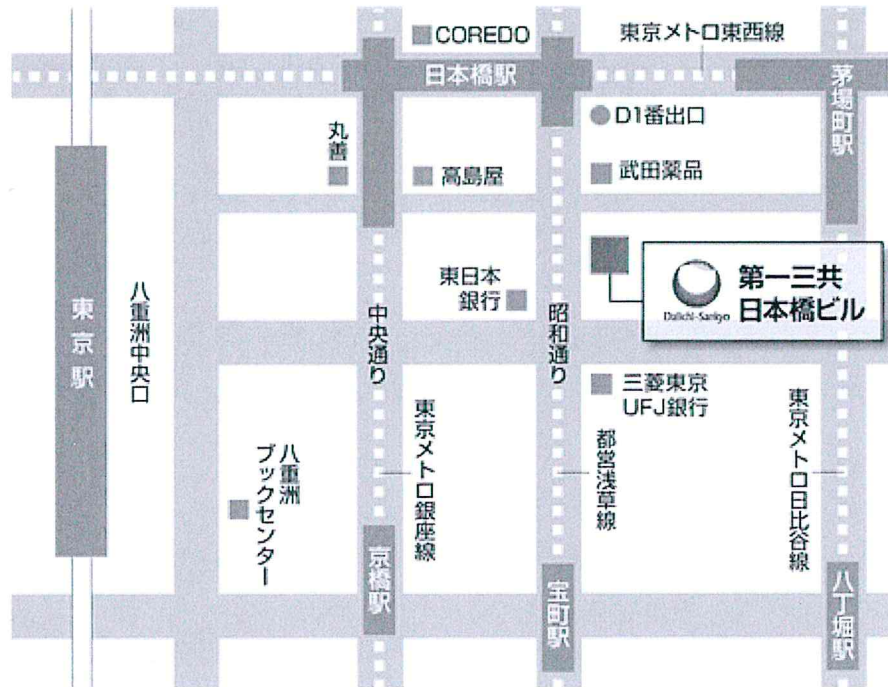 COREDO
東京メトロ東西線
日本橋駅
茅場町駅
D1番出口
丸善
高島屋
武田薬品
東日本
銀行
第一三共
日本橋ビル
Daiichi-Sankyo
東京駅
八重洲中央口
中央通り
昭和通り
三菱東京
UFJ銀行
東京メトロ銀座線
都営浅草線
東京メトロ日比谷線
八重洲
ブックセンター
京橋駅
宝町駅
八丁堀駅